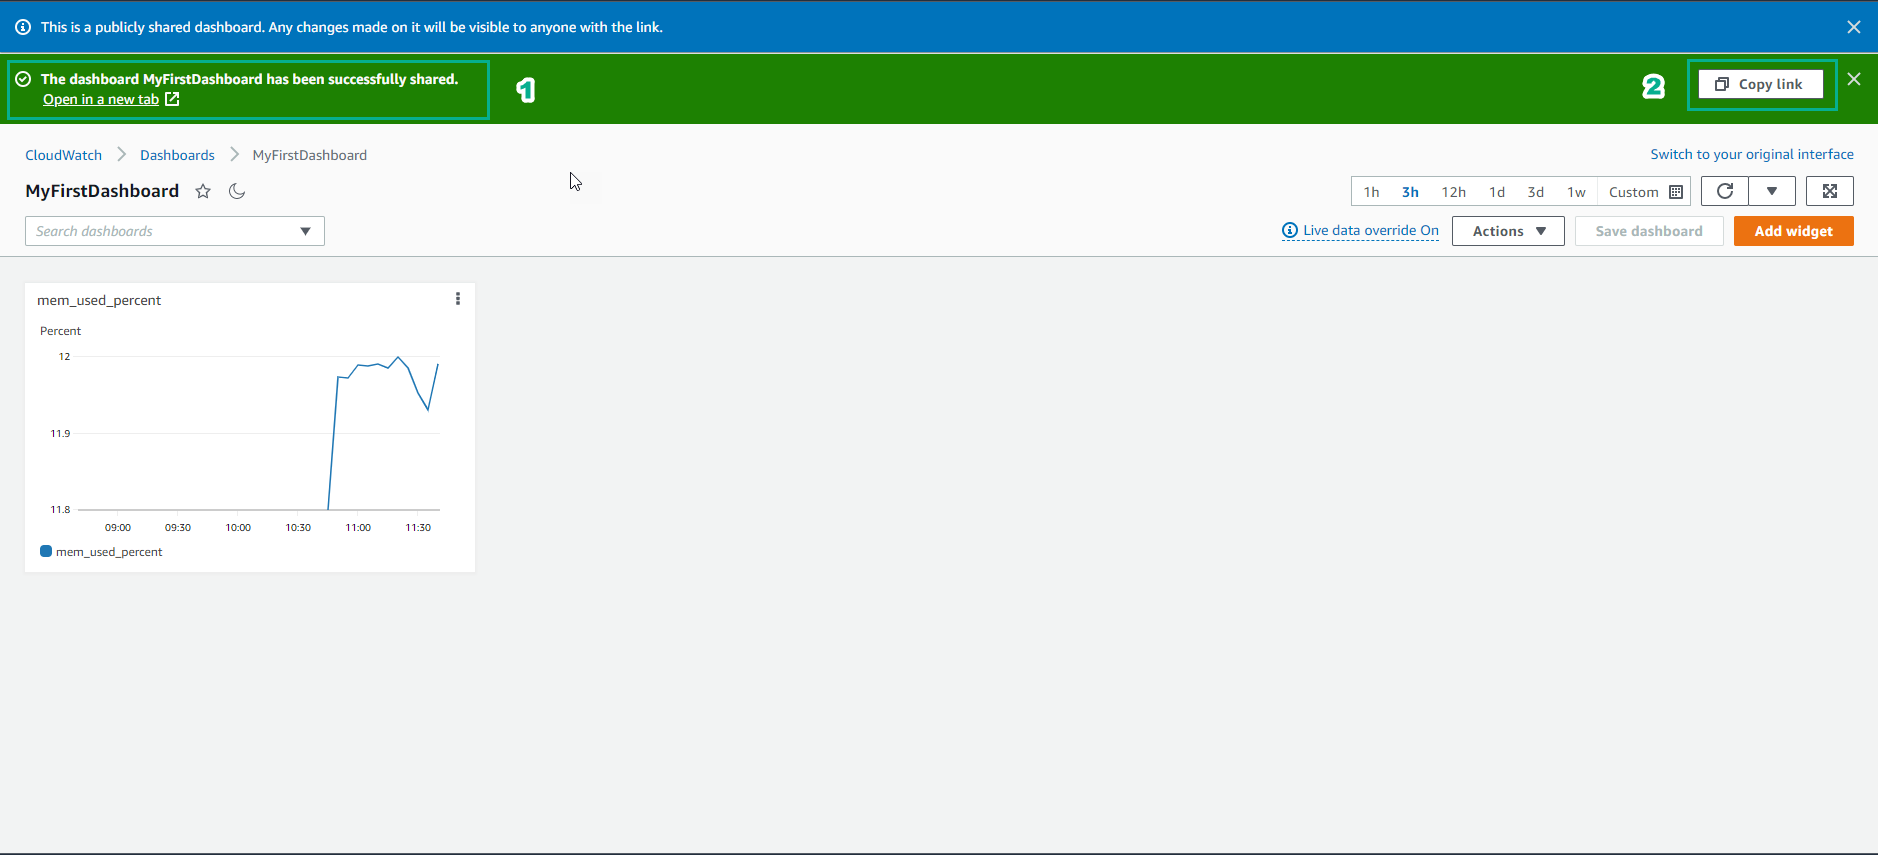 This is a publicly shared dashboard. Any changes made on it will be visible to anyone with the link.
The dashboard MyFirstDashboard has been successfully shared.
Open in a new tab
1
2
Copy link
CloudWatch > Dashboards > MyFirstDashboard
Switch to your original interface
MyFirstDashboard
1h 3h 12h 1d 3d 1w Custom
Search dashboards
Live data override On
Actions
Save dashboard
Add widget
mem_used_percent
Percent
12
11.9
11.8
09:00 09:30 10:00 10:30 11:00 11:30
mem_used_percent